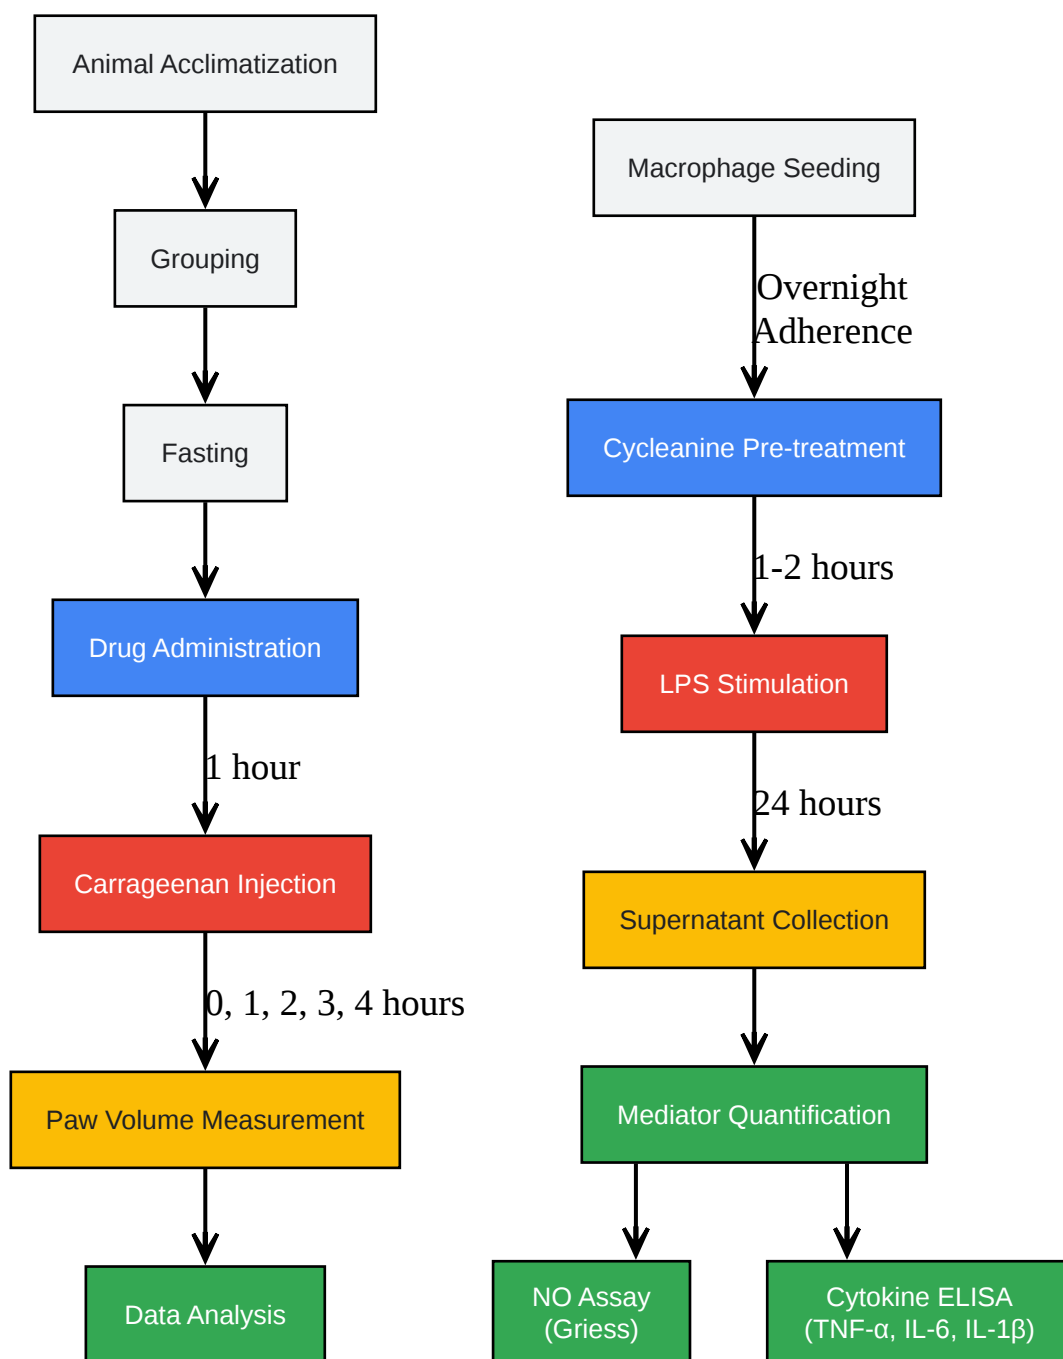 Animal Acclimatization
Grouping
Fasting
Drug Administration
1 hour
Carrageenan Injection
0, 1, 2, 3, 4 hours
Paw Volume Measurement
Data Analysis
Macrophage Seeding
Overnight
Adherence
Cycleanine Pre-treatment
1-2 hours
LPS Stimulation
24 hours
Supernatant Collection
Mediator Quantification
NO Assay
(Griess)
Cytokine ELISA
(TNF-α, IL-6, IL-1β)